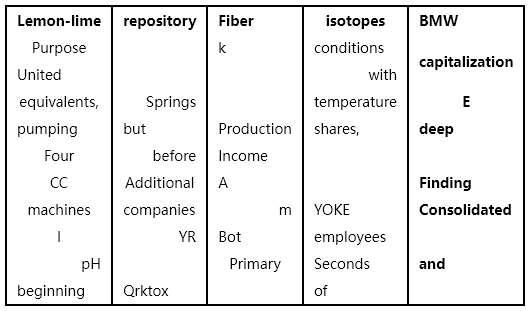 Lemon-lime repository Fiber isotopes BMW
Purpose k conditions
United with capitalization
equivalents, Springs temperature E
pumping but Production shares, deep
Four before Income
CC Additional A Finding
machines companies m YOKE Consolidated
I YR Bot employees
pH Primary Seconds and
beginning Qrktox of